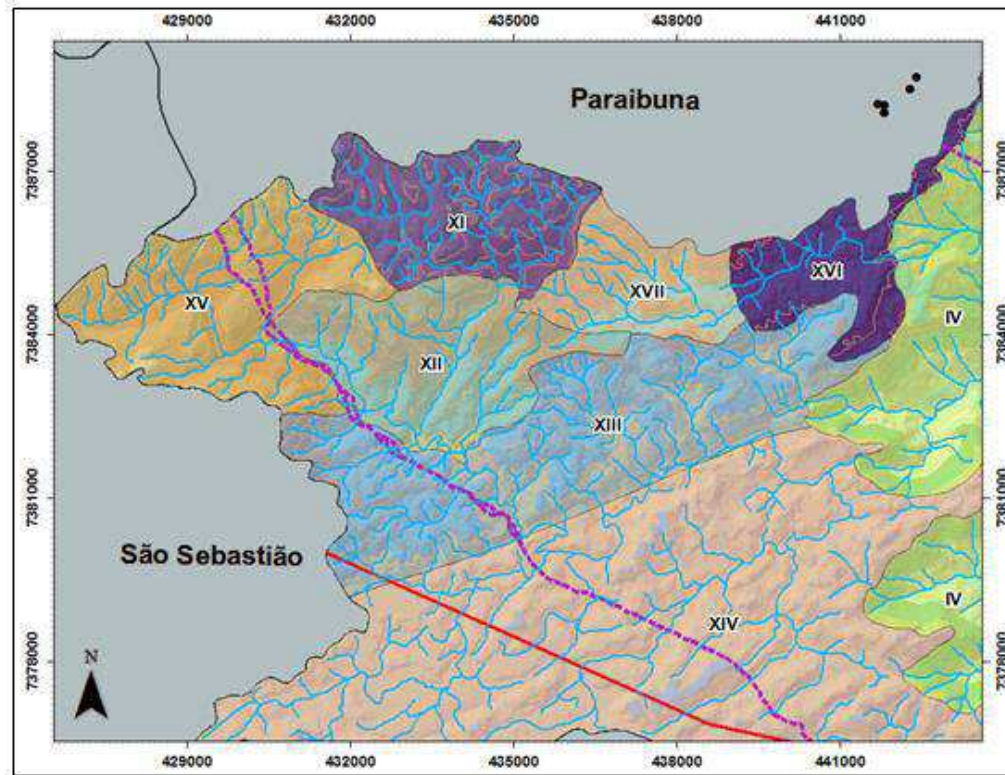 429000 432000 435000 438000 441000
Paraibuna
7387000 7387000
XI
XVI
XVII
XV
IV
7384000 7384000
XII
XIII
7381000 7381000
São Sebastião
IV
XIV
7378000 7378000
N
429000 432000 435000 438000 441000